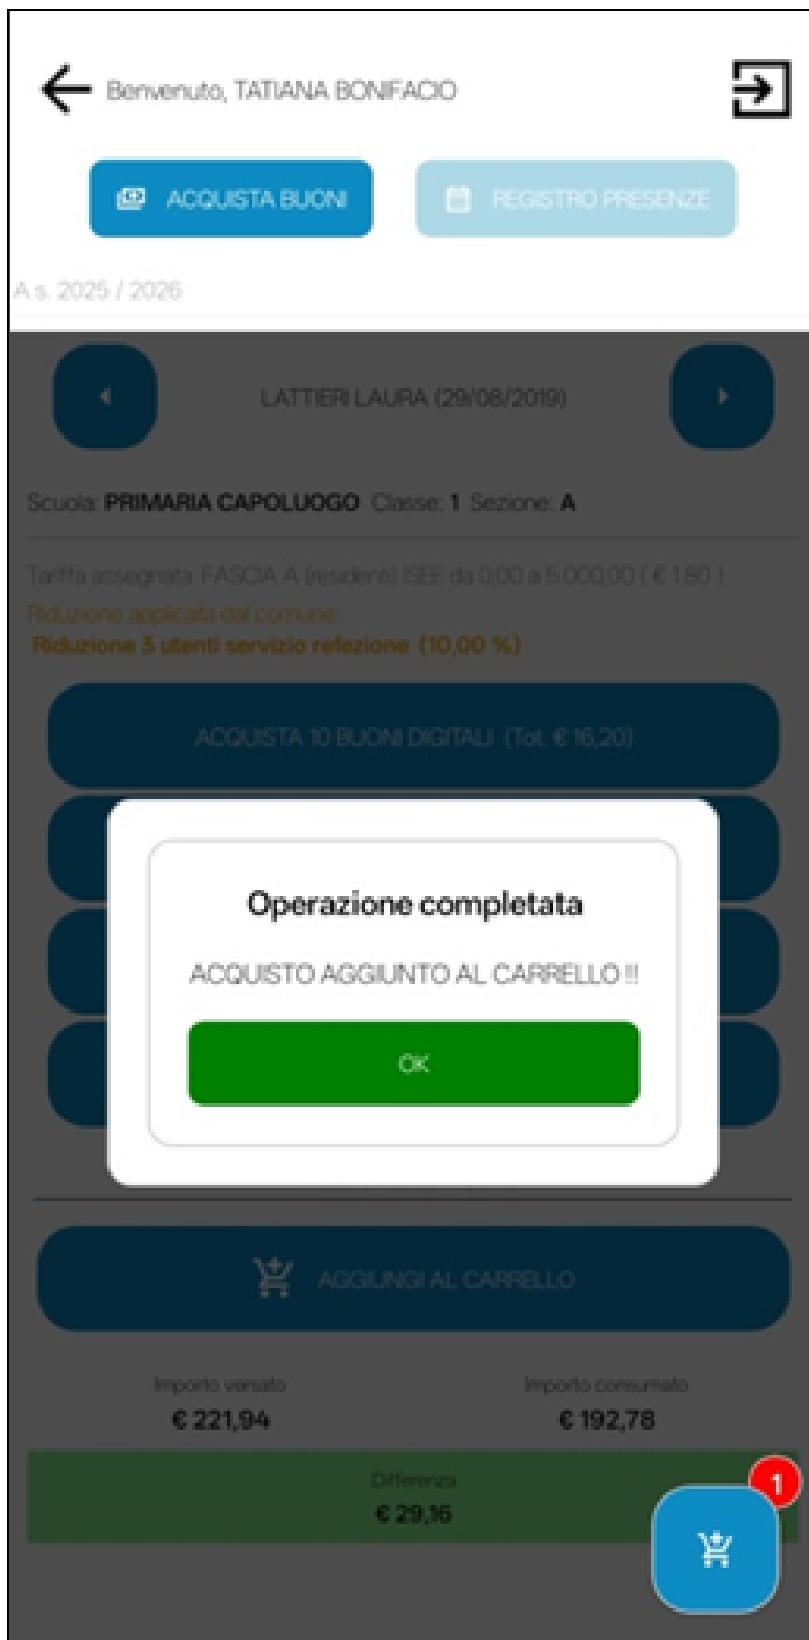 Benvenuto, TATIANA BONIFACIO
ACQUISTA BUONI
REGISTRO PRESENZE
A.s. 2025 / 2026
LATTIERI LAURA (29/08/2019)
Scuola: PRIMARIA CAPOLUOGO Classe: 1 Sezione: A
Tariffa assegnata: FASCIA A (residenti) ISEE da 0,00 a 5.000,00 ( € 1,80 )
Riduzione applicata dal comune:
Riduzione 3 utenti servizio refezione (10,00 %)
ACQUISTA 10 BUONI DIGITALI (Tot. € 16,20)
Operazione completata
ACQUISTO AGGIUNTO AL CARRELLO !!
OK
AGGIUNGI AL CARRELLO
Importo versato
Importo consumato
€ 221,94
€ 192,78
Differenza
€ 29,16
1